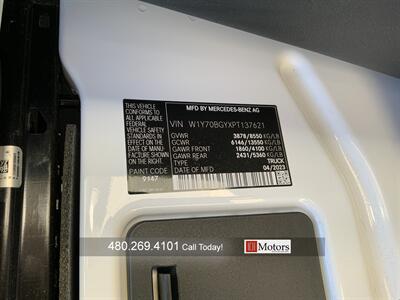 MFD BY MERCEDES-BENZ AG
THIS VEHICLE
CONFORMS TO
ALL APPLICABLE
FEDERAL MOTOR
VEHICLE SAFETY
STANDARDS IN
EFFECT ON THE
DATE OF
MANUFACTURE
SHOWN
ON THE RIGHT.
PAINT CODE
9147
VIN W1Y70BGYXPT137621
GVWR 3878/8550 KG/LB
GCWR 6146/13550 KG/LB
GAWR FRONT 1860/4100 KG/LB
GAWR REAR 2431/5360 KG/LB
TRUCK
DATE OF MFD. 04/2023
480.269.4101 Call Today!
Motors